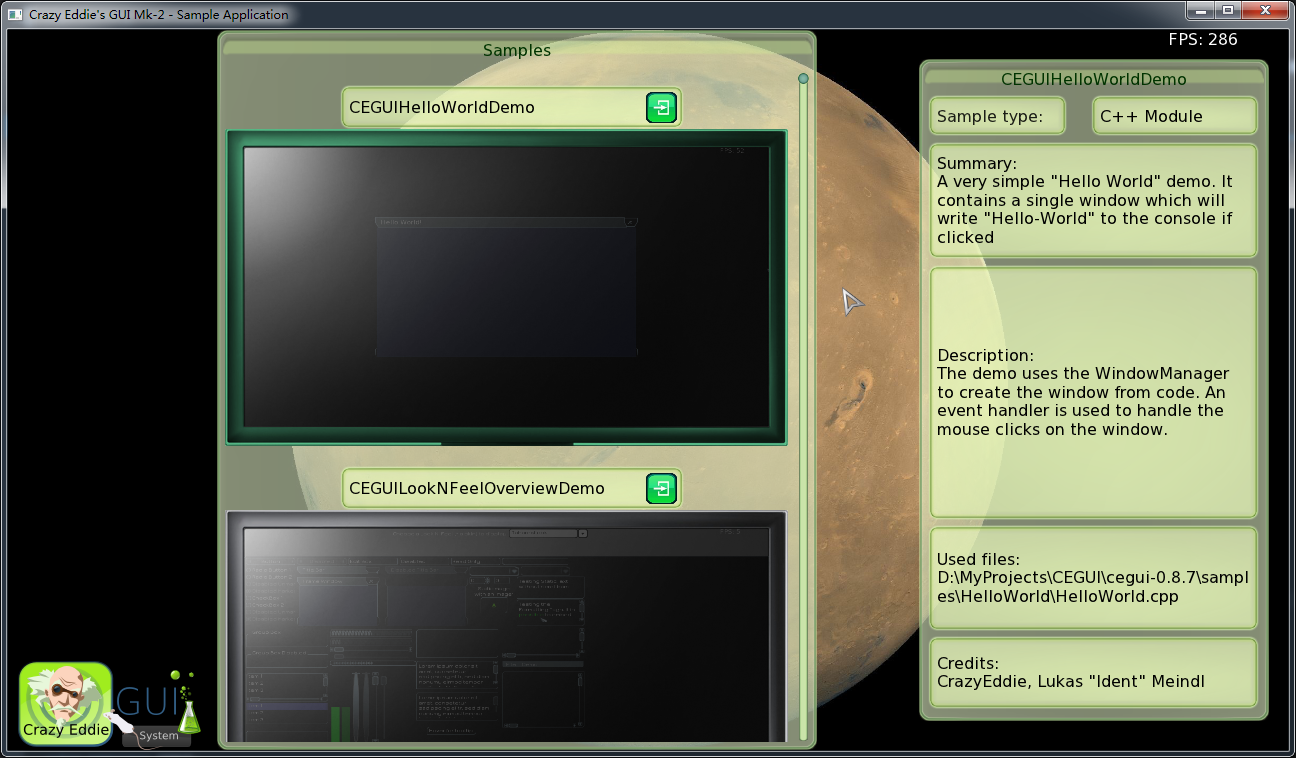 Crazy Eddie's GUI Mk-2 - Sample Application
FPS: 286
Samples
CEGUIHelloWorldDemo
Hello World!
CEGUILookNFeelOverviewDemo
CEGUIHelloWorldDemo
Sample type:
C++ Module
Summary:
A very simple "Hello World" demo. It
contains a single window which will
write "Hello-World" to the console if
clicked
Description:
The demo uses the WindowManager
to create the window from code. An
event handler is used to handle the
mouse clicks on the window.
Used files:
D:\MyProjects\CEGUI\cegui-0.8.7\sampl
es\HelloWorld\HelloWorld.cpp
Credits:
CrazyEddie, Lukas "Ident" Meindl
Crazy Eddie
GUI
System